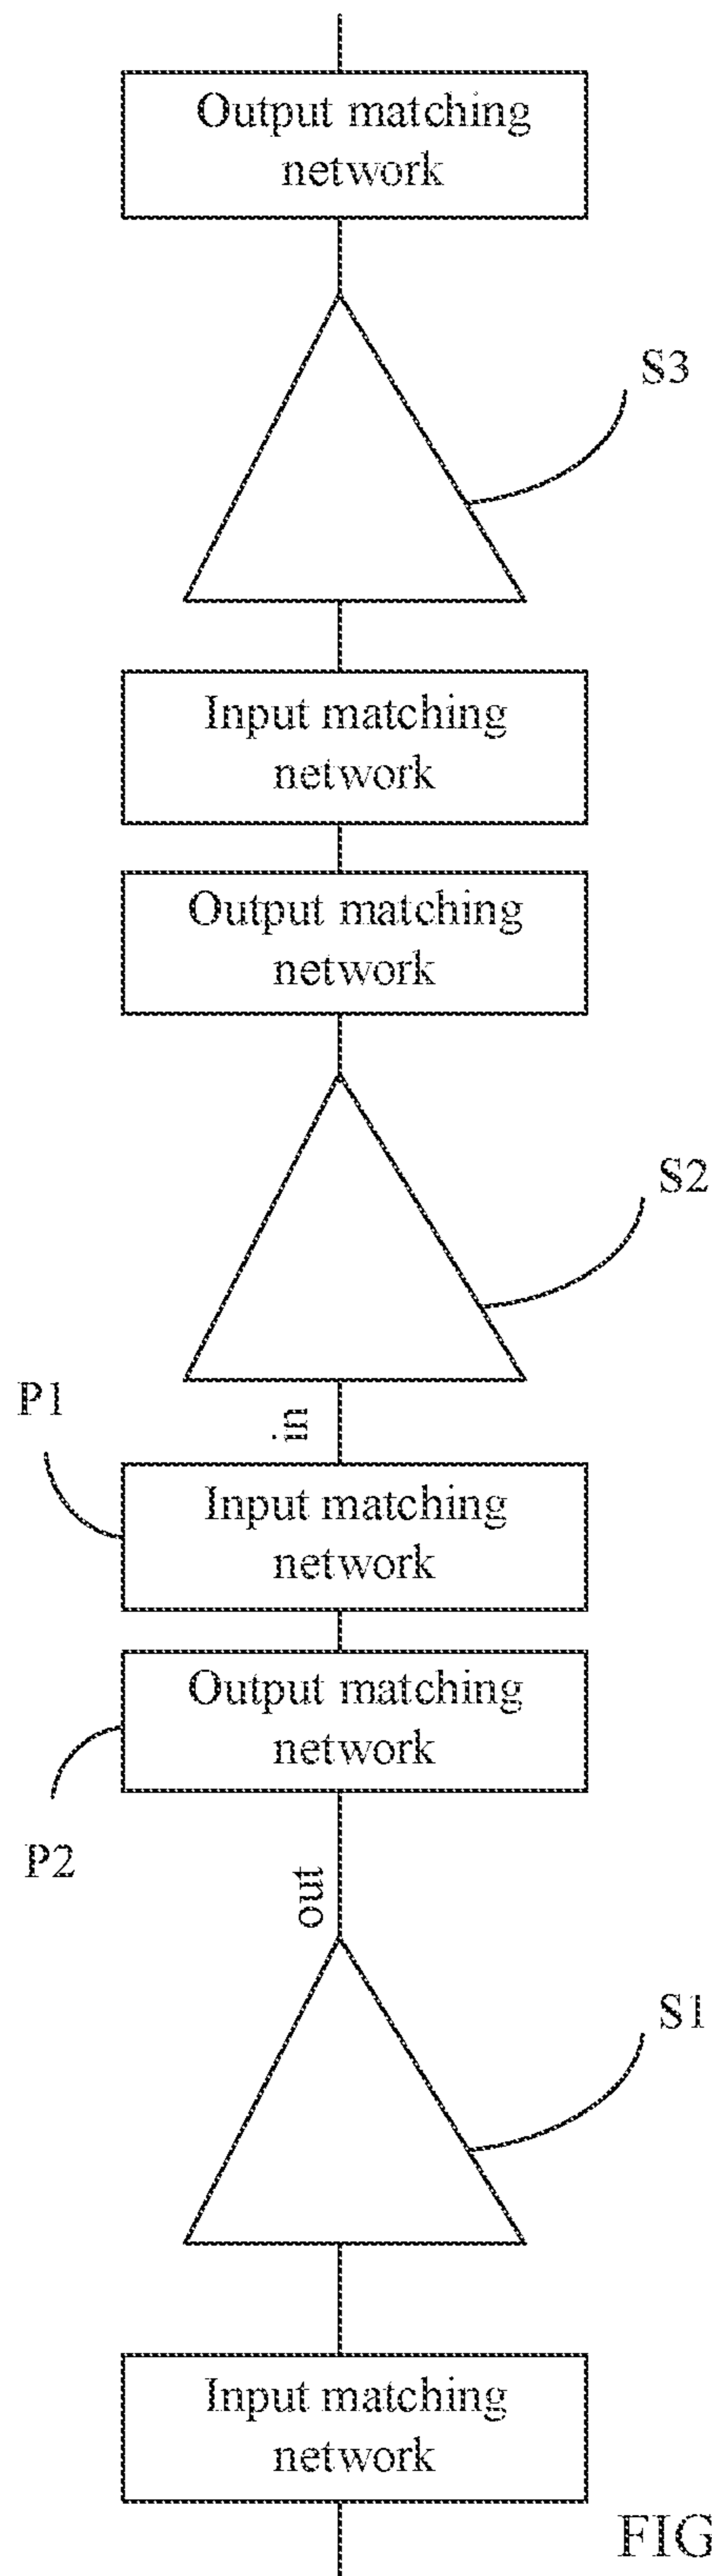 Output matching
network
S3
Input matching
network
Output matching
network
S2
P1
in
Input matching
network
Output matching
network
P2
out
S1
Input matching
network
FIG